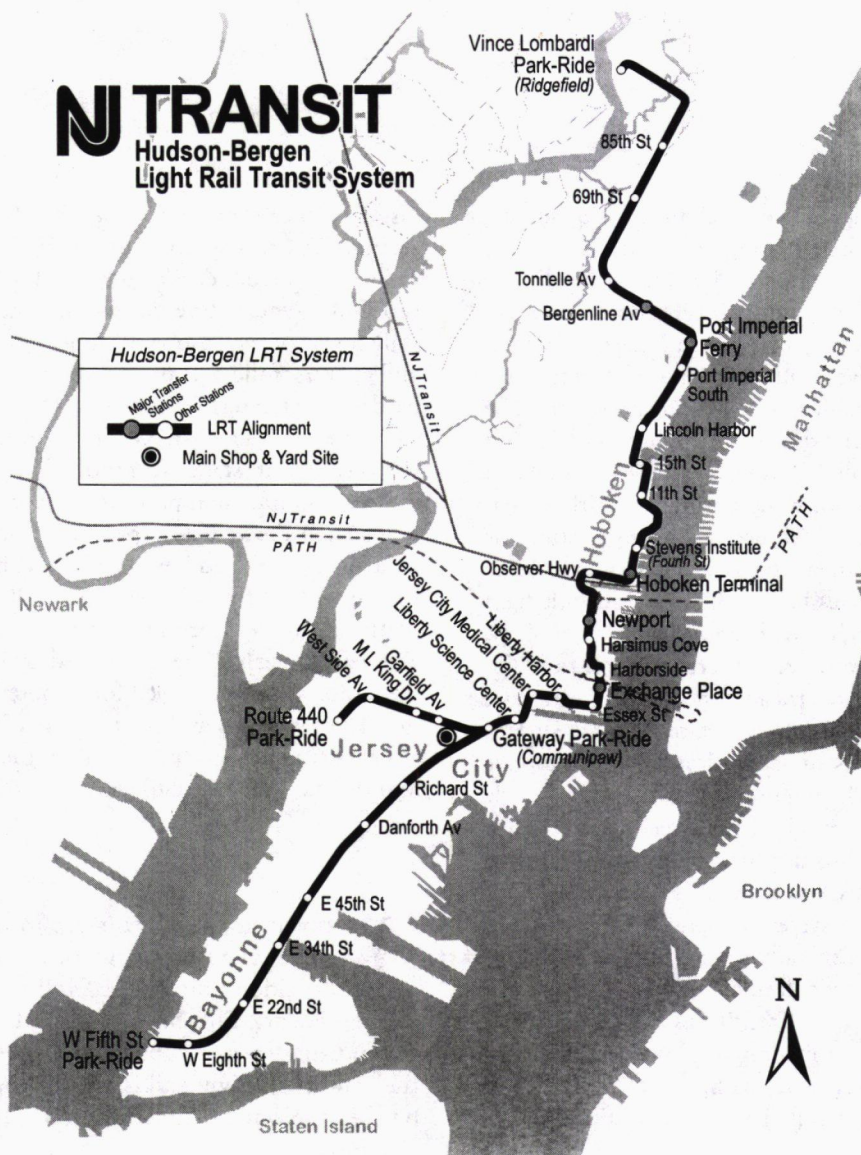 NJ TRANSIT
Hudson-Bergen
Light Rail Transit System
Vince Lombardi
Park-Ride
(Ridgefield)
85th St
69th St
Tonnelle Av
Bergenline Av
Port Imperial
Ferry
Port Imperial
South
Manhattan
Hudson-Bergen LRT System
Major Transfer
Stations
Other Stations
LRT Alignment
Main Shop & Yard Site
NJTransit
Lincoln Harbor
15th St
11th St
Hoboken
NJTransit
PATH
PATH
Stevens Institute
(Fourth St)
Observer Hwy
Hoboken Terminal
Newark
Newport
Harsimus Cove
Harborside
Exchange Place
Essex St
Liberty Harbor
Jersey City Medical Center
Liberty Science Center
Garfield Av
M L King Dr
West Side Av
Route 440
Park-Ride
Gateway Park-Ride
(Communipaw)
Jersey
City
Richard St
Danforth Av
E 45th St
E 34th St
E 22nd St
Bayonne
W Fifth St
Park-Ride
W Eighth St
Brooklyn
N
Staten Island